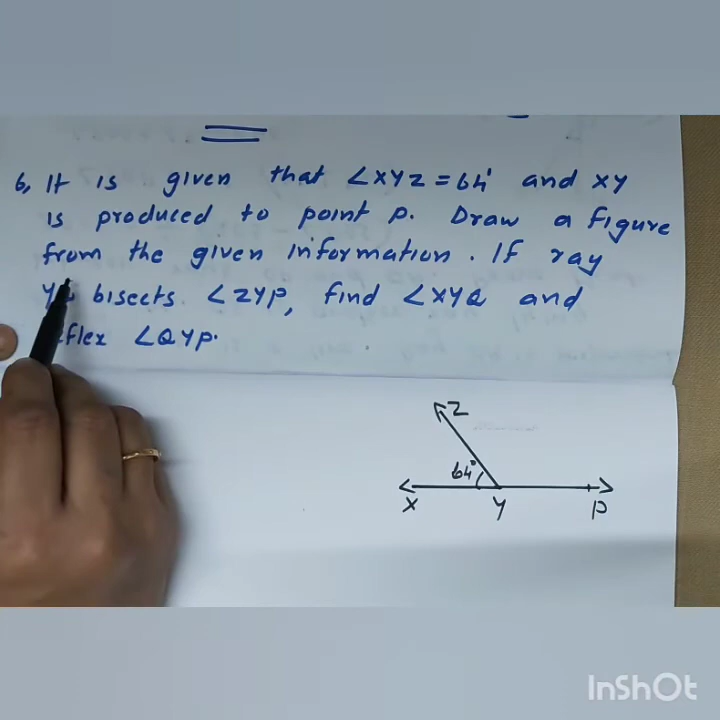 6, It is given that ∠XYZ = 64° and XY
is produced to point P. Draw a figure
from the given information. If ray
bisects ∠ZYP, find ∠XYQ and
∠QYP.
Z
64°
X Y P
InShOt